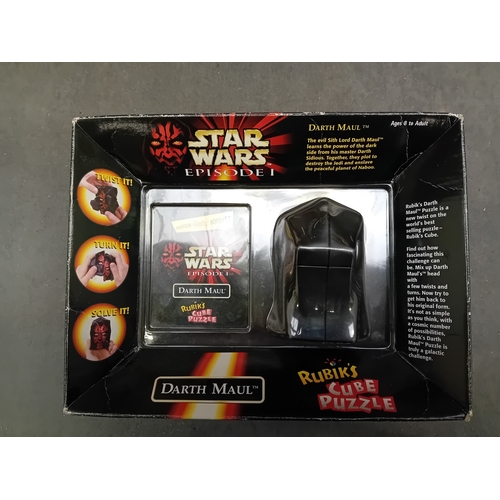 STAR
WARS
EPISODE I
DARTH MAUL™
The evil Sith Lord Darth Maul™
learns the power of the dark
side from his master Darth
Sidious. Together, they plot to
destroy the Jedi and enslave
the peaceful planet of Naboo.
Ages 8 to Adult
TWIST IT!
TURN IT!
SOLVE IT!
STAR
WARS
EPISODE I
DARTH MAUL™
RUBIK'S
CUBE
PUZZLE
Rubik's Darth
Maul™ Puzzle is a
new twist on the
world's best
selling puzzle–
Rubik's Cube.
Find out how
fascinating this
challenge can
be. Mix up Darth
Maul's™ head
with
a few twists and
turns. Now try to
get him back to
his original form.
It's not as simple
as you think, with
a cosmic number
of possibilities,
Rubik's Darth
Maul™ Puzzle is
truly a galactic
challenge.
DARTH MAUL™
RUBIK'S
CUBE
PUZZLE